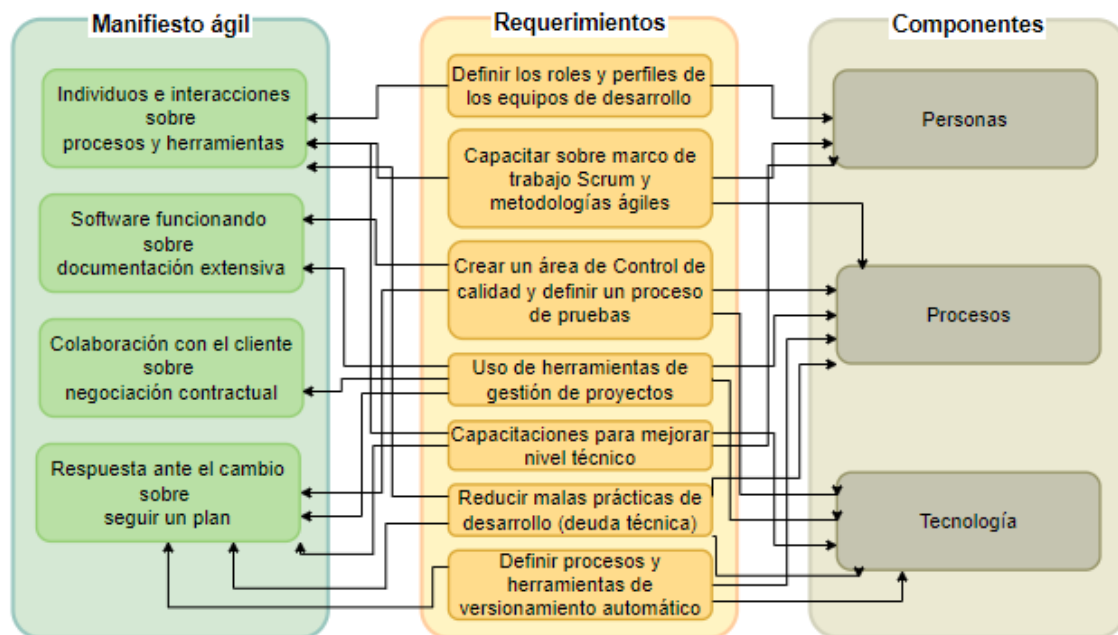 Manifiesto ágil
Individuos e interacciones
sobre
procesos y herramientas
Software funcionando
sobre
documentación extensiva
Colaboración con el cliente
sobre
negociación contractual
Respuesta ante el cambio
sobre
seguir un plan
Requerimientos
Definir los roles y perfiles de
los equipos de desarrollo
Capacitar sobre marco de
trabajo Scrum y
metodologías ágiles
Crear un área de Control de
calidad y definir un proceso
de pruebas
Uso de herramientas de
gestión de proyectos
Capacitaciones para mejorar
nivel técnico
Reducir malas prácticas de
desarrollo (deuda técnica)
Definir procesos y
herramientas de
versionamiento automático
Componentes
Personas
Procesos
Tecnología